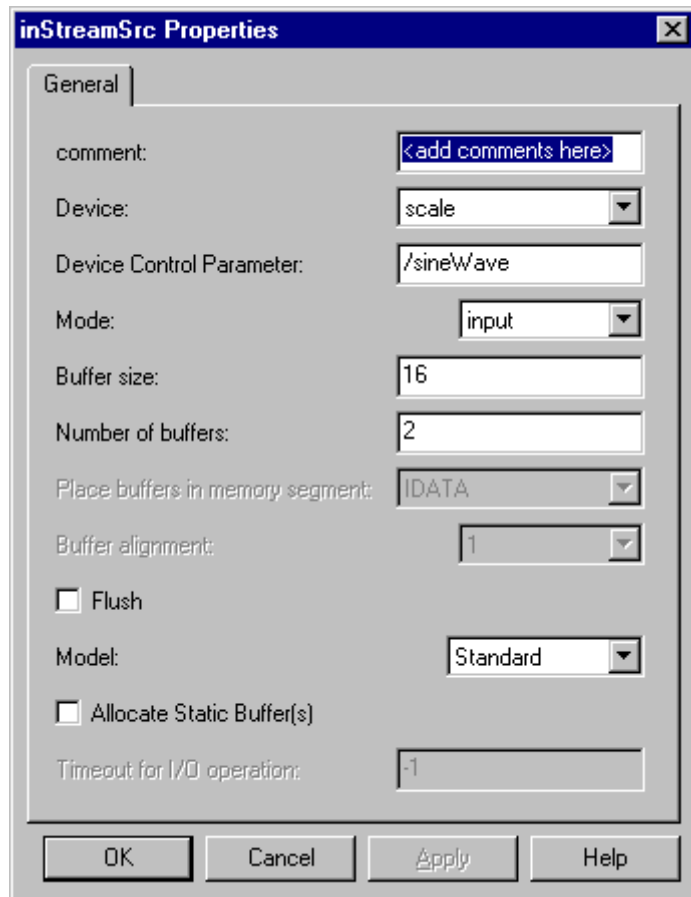 inStreamSrc Properties
General
comment: <add comments here>
Device: scale
Device Control Parameter: /sineWave
Mode: input
Buffer size: 16
Number of buffers: 2
Place buffers in memory segment: IDATA
Buffer alignment: 1
Flush
Model: Standard
Allocate Static Buffer(s)
Timeout for I/O operation: -1
OK Cancel Apply Help